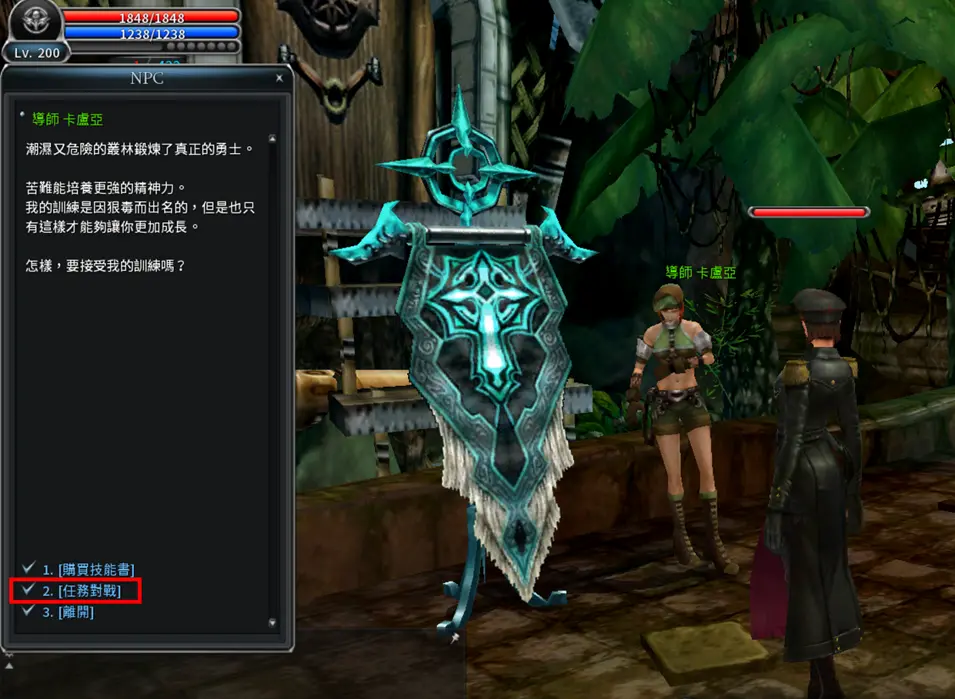 1848/1848
1238/1238
Lv. 200
NPC
導師 卡盧亞
潮濕又危險的叢林鍛煉了真正的勇士。
苦難能培養更強的精神力。
我的訓練是因狠毒而出名的，但是也只
有這樣才能夠讓你更加成長。
怎樣，要接受我的訓練嗎？
1. [購買技能書]
2. [任務對戰]
3. [離開]
導師 卡盧亞